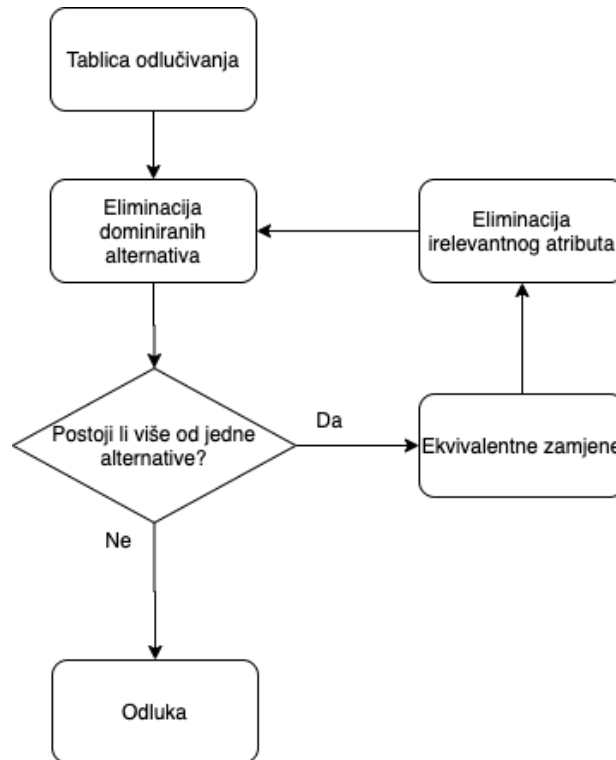 Tablica odlučivanja
Eliminacija
dominiranih
alternativa
Eliminacija
irelevantnog atributa
Postoji li više od jedne
alternative?
Da
Ekvivalentne zamjene
Ne
Odluka